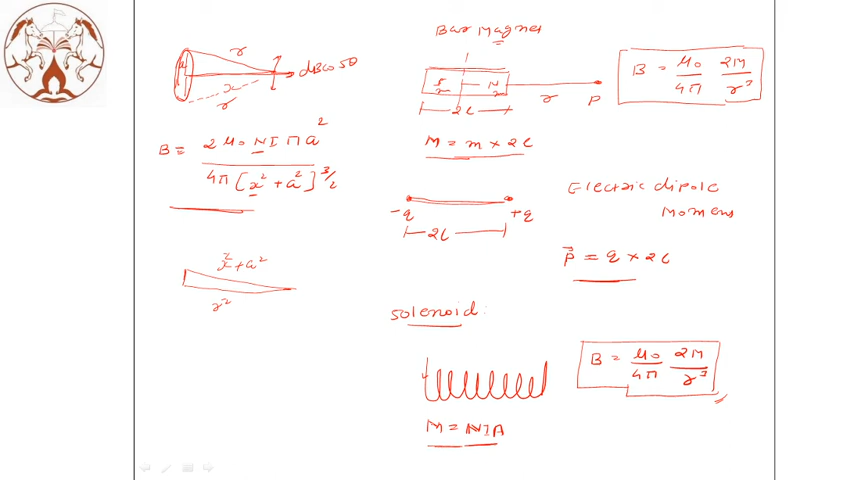 r
x
r
dBcosθ
B = 2μ₀NIπa² / 4π[x²+a²]^3/2
x²+a²
r²
Bar Magnet
S N
2l
r P
B = μ₀/4π 2M/r³
M = m × 2l
-q +q
2l
Electric dipole
Moment
p⃗ = q × 2l
Solenoid:
B = μ₀/4π 2M/r³
M = NIA